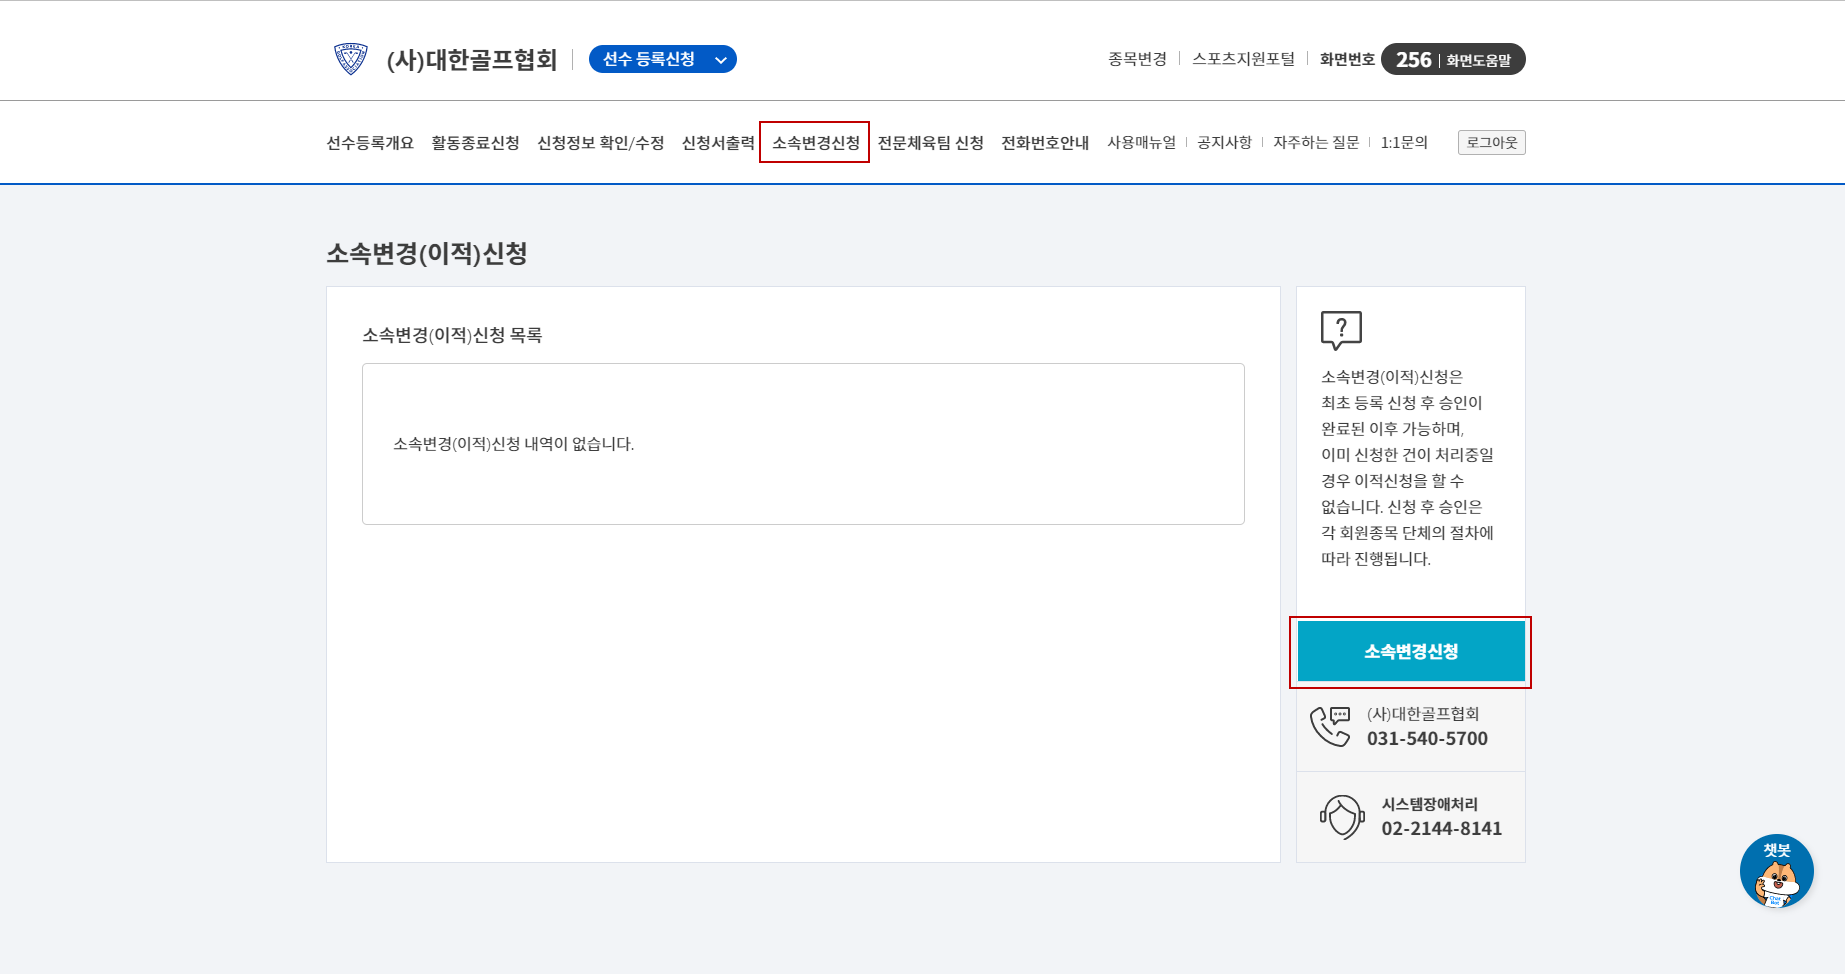 (사)대한골프협회
선수 등록신청
종목변경
스포츠지원포털
화면번호
256
화면도움말
선수등록개요
활동종료신청
신청정보 확인/수정
신청서출력
소속변경신청
전문체육팀 신청
전화번호안내
사용매뉴얼
공지사항
자주하는 질문
1:1문의
로그아웃
소속변경(이적)신청
소속변경(이적)신청 목록
소속변경(이적)신청 내역이 없습니다.
?
소속변경(이적)신청은
최초 등록 신청 후 승인이
완료된 이후 가능하며,
이미 신청한 건이 처리중일
경우 이적신청을 할 수
없습니다. 신청 후 승인은
각 회원종목 단체의 절차에
따라 진행됩니다.
소속변경신청
(사)대한골프협회
031-540-5700
시스템장애처리
02-2144-8141
챗봇